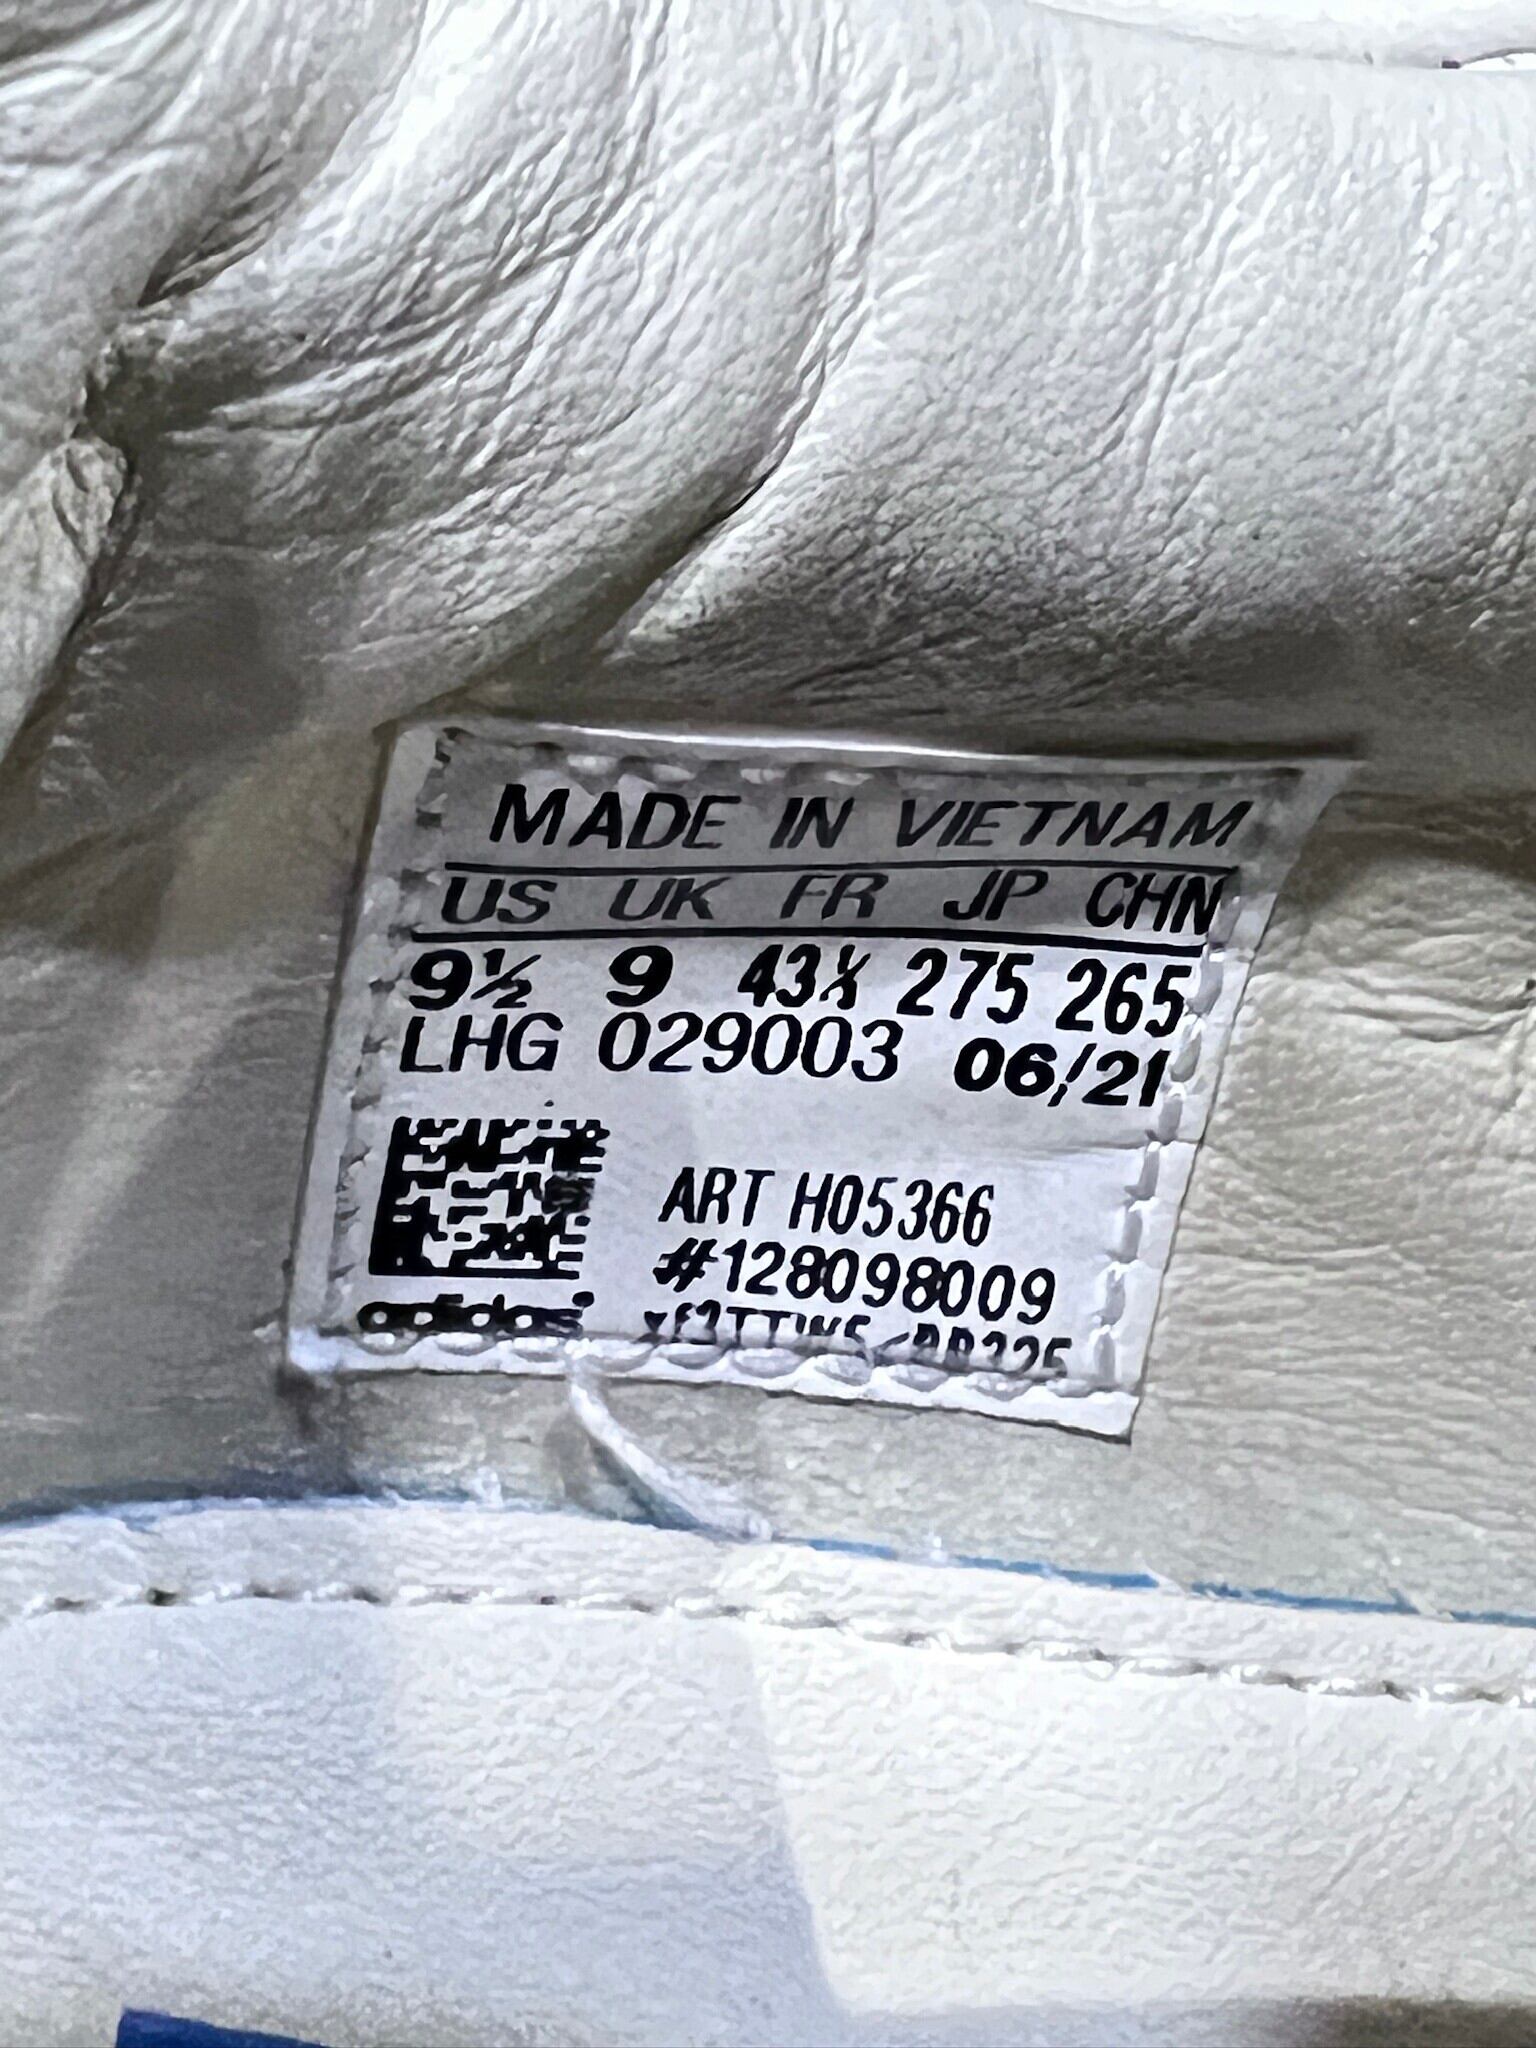 MADE IN VIETNAM
US UK FR JP CHN
9½ 9 43⅓ 275 265
LHG 029003 06/21
ART H05366
#128098009
adidas